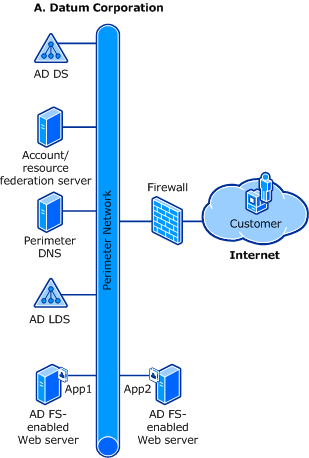 A. Datum Corporation
AD DS
Account/
resource
federation server
Perimeter
DNS
AD LDS
App1
AD FS-
enabled
Web server
Perimeter Network
App2
AD FS-
enabled
Web server
Firewall
Customer
Internet